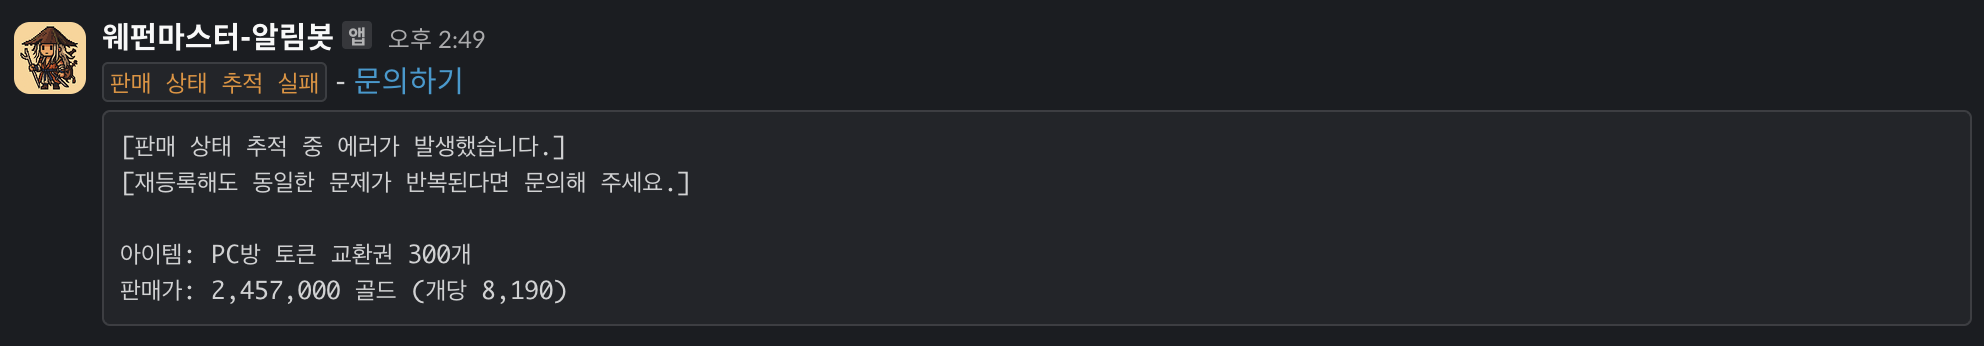 웨펀마스터-알림봇 앱 오후 2:49
판매 상태 추적 실패 - 문의하기
[판매 상태 추적 중 에러가 발생했습니다.]
[재등록해도 동일한 문제가 반복된다면 문의해 주세요.]
아이템: PC방 토큰 교환권 300개
판매가: 2,457,000 골드 (개당 8,190)